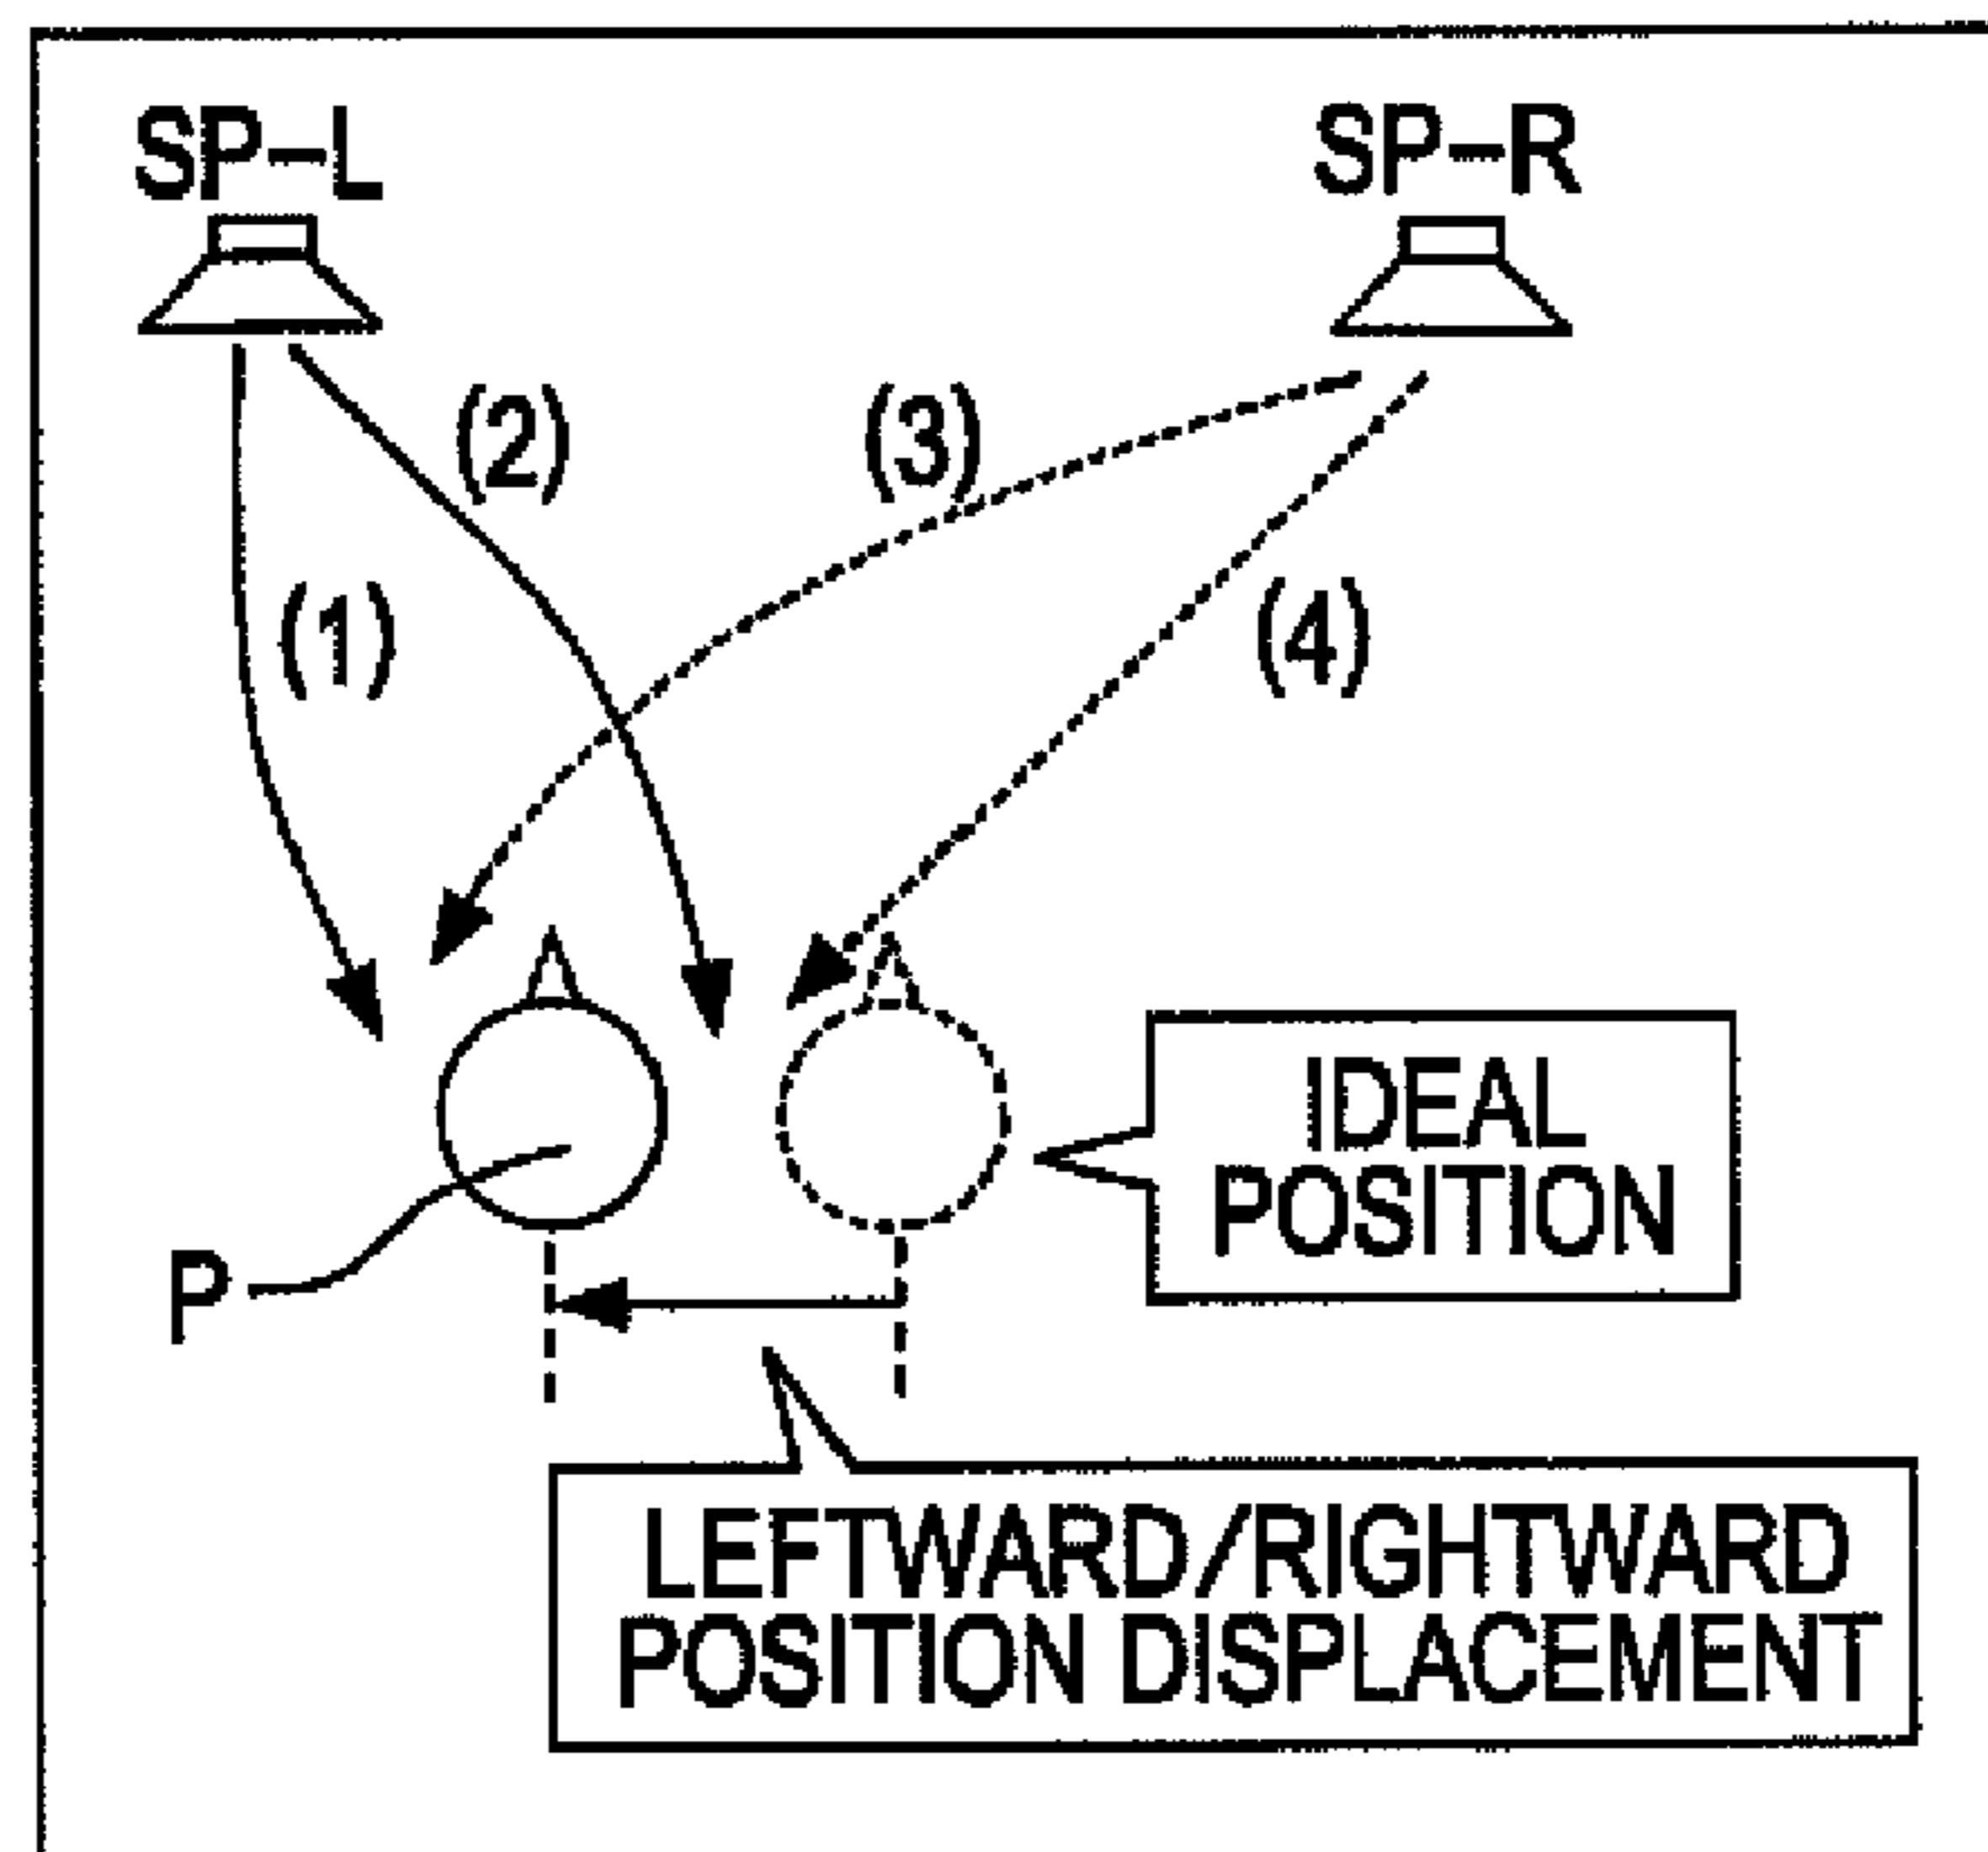 SP-L
SP-R
(2)
(3)
(1)
(4)
IDEAL
POSITION
P
LEFTWARD/RIGHTWARD
POSITION DISPLACEMENT